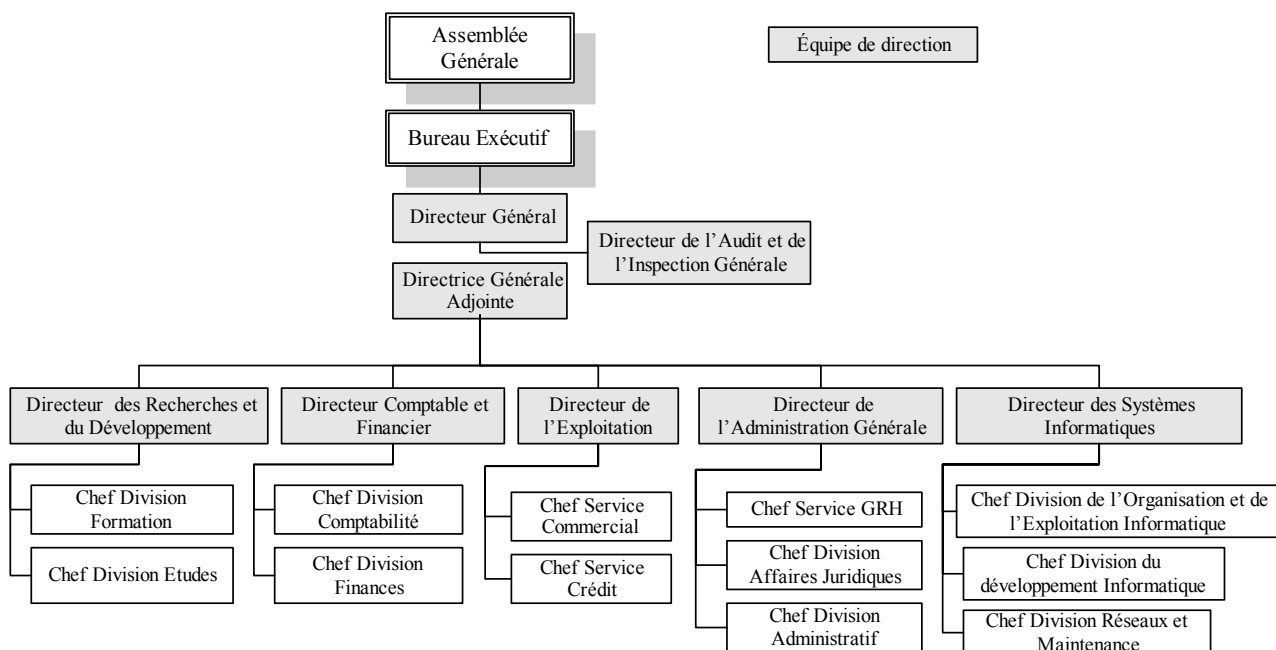 Assemblée
Générale
Équipe de direction
Bureau Exécutif
Directeur Général
Directeur de l’Audit et de
l’Inspection Générale
Directrice Générale
Adjointe
Directeur des Recherches et
du Développement
Directeur Comptable et
Financier
Directeur de
l’Exploitation
Directeur de
l’Administration Générale
Directeur des Systèmes
Informatiques
Chef Division
Formation
Chef Division Etudes
Chef Division
Comptabilité
Chef Division
Finances
Chef Service
Commercial
Chef Service
Crédit
Chef Service GRH
Chef Division
Affaires Juridiques
Chef Division
Administratif
Chef Division de l’Organisation et de
l’Exploitation Informatique
Chef Division du
développement Informatique
Chef Division Réseaux et
Maintenance